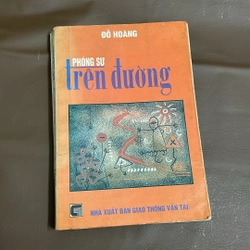 ĐỖ HOÀNG
PHÓNG SỰ
trên đường
NHÀ XUẤT BẢN GIAO THÔNG VẬN TẢI